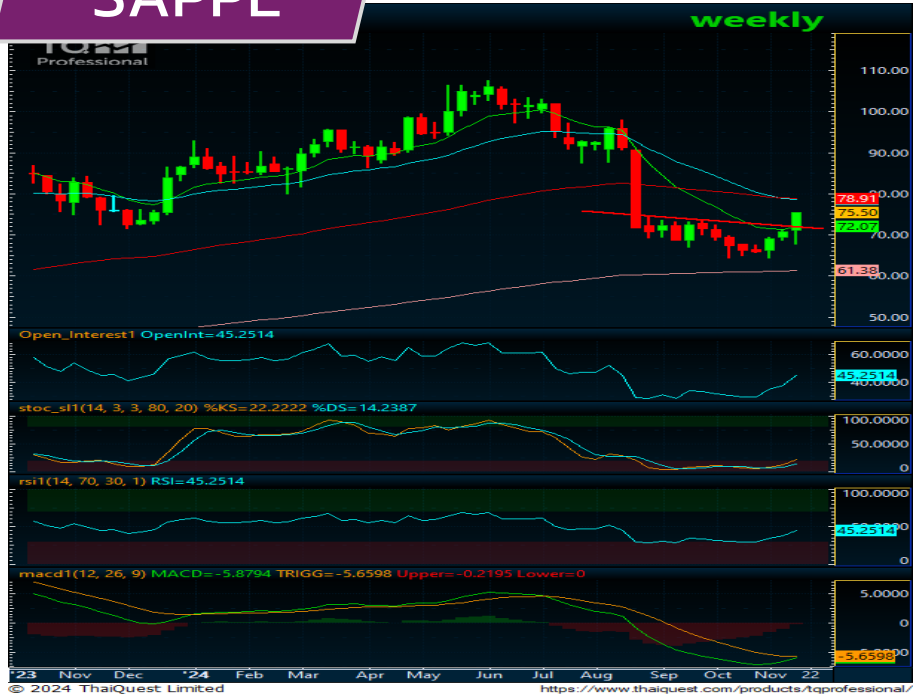 SAPPE
weekly
Professional
110.00
100.00
90.00
80.00
78.91
75.50
72.07
70.00
61.38
60.00
50.00
Open_Interest1 OpenInt=45.2514
60.0000
45.2514
40.0000
stoc_sl1(14, 3, 3, 80, 20) %KS=22.2222 %DS=14.2387
100.0000
50.0000
0
rsi1(14, 70, 30, 1) RSI=45.2514
100.0000
45.2514
0
macd1(12, 26, 9) MACD=-5.8794 TRIGG=-5.6598 Upper=-0.2195 Lower=0
5.0000
0
-5.6598
'23 Nov Dec '24 Feb Mar Apr May Jun Jul Aug Sep Oct Nov 22
© 2024 ThaiQuest Limited https://www.thaiquest.com/products/tqprofessional/